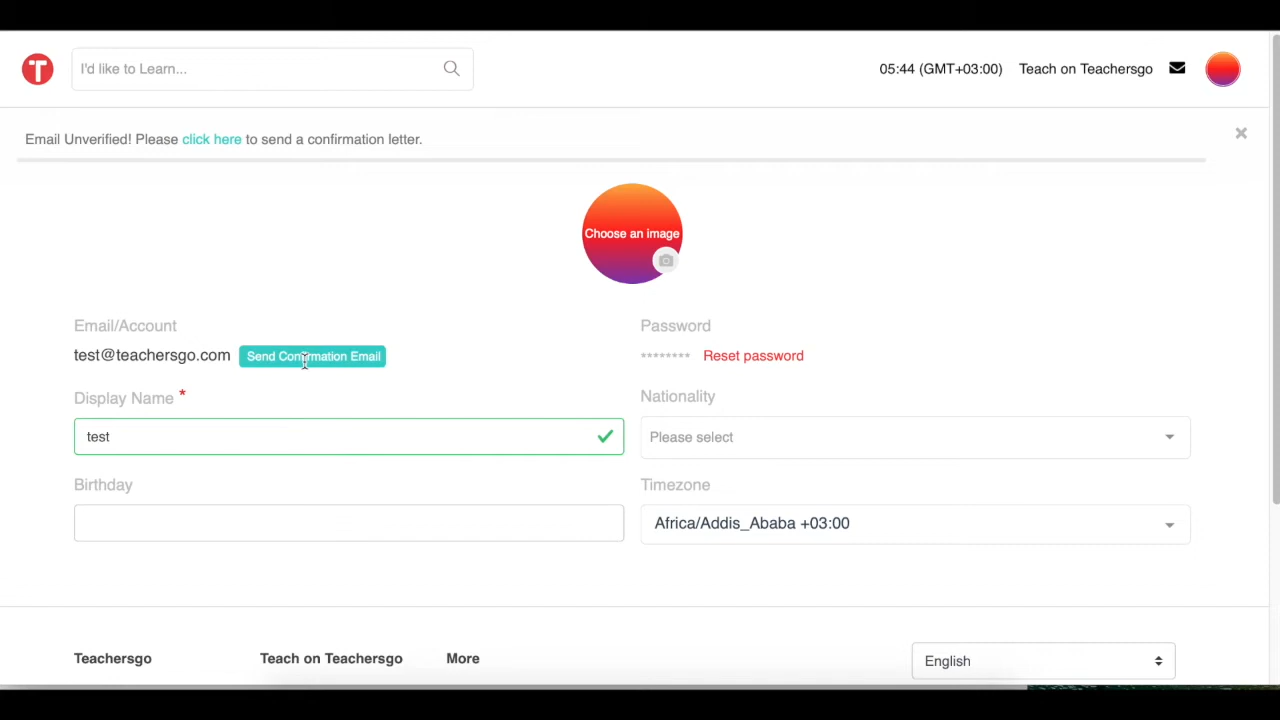 T
I'd like to Learn...
05:44 (GMT+03:00) Teach on Teachersgo
Email Unverified! Please click here to send a confirmation letter.
Choose an image
Email/Account
Password
test@teachersgo.com Send Confirmation Email
******** Reset password
Display Name *
Nationality
test
Please select
Birthday
Timezone
Africa/Addis_Ababa +03:00
Teachersgo
Teach on Teachersgo
More
English